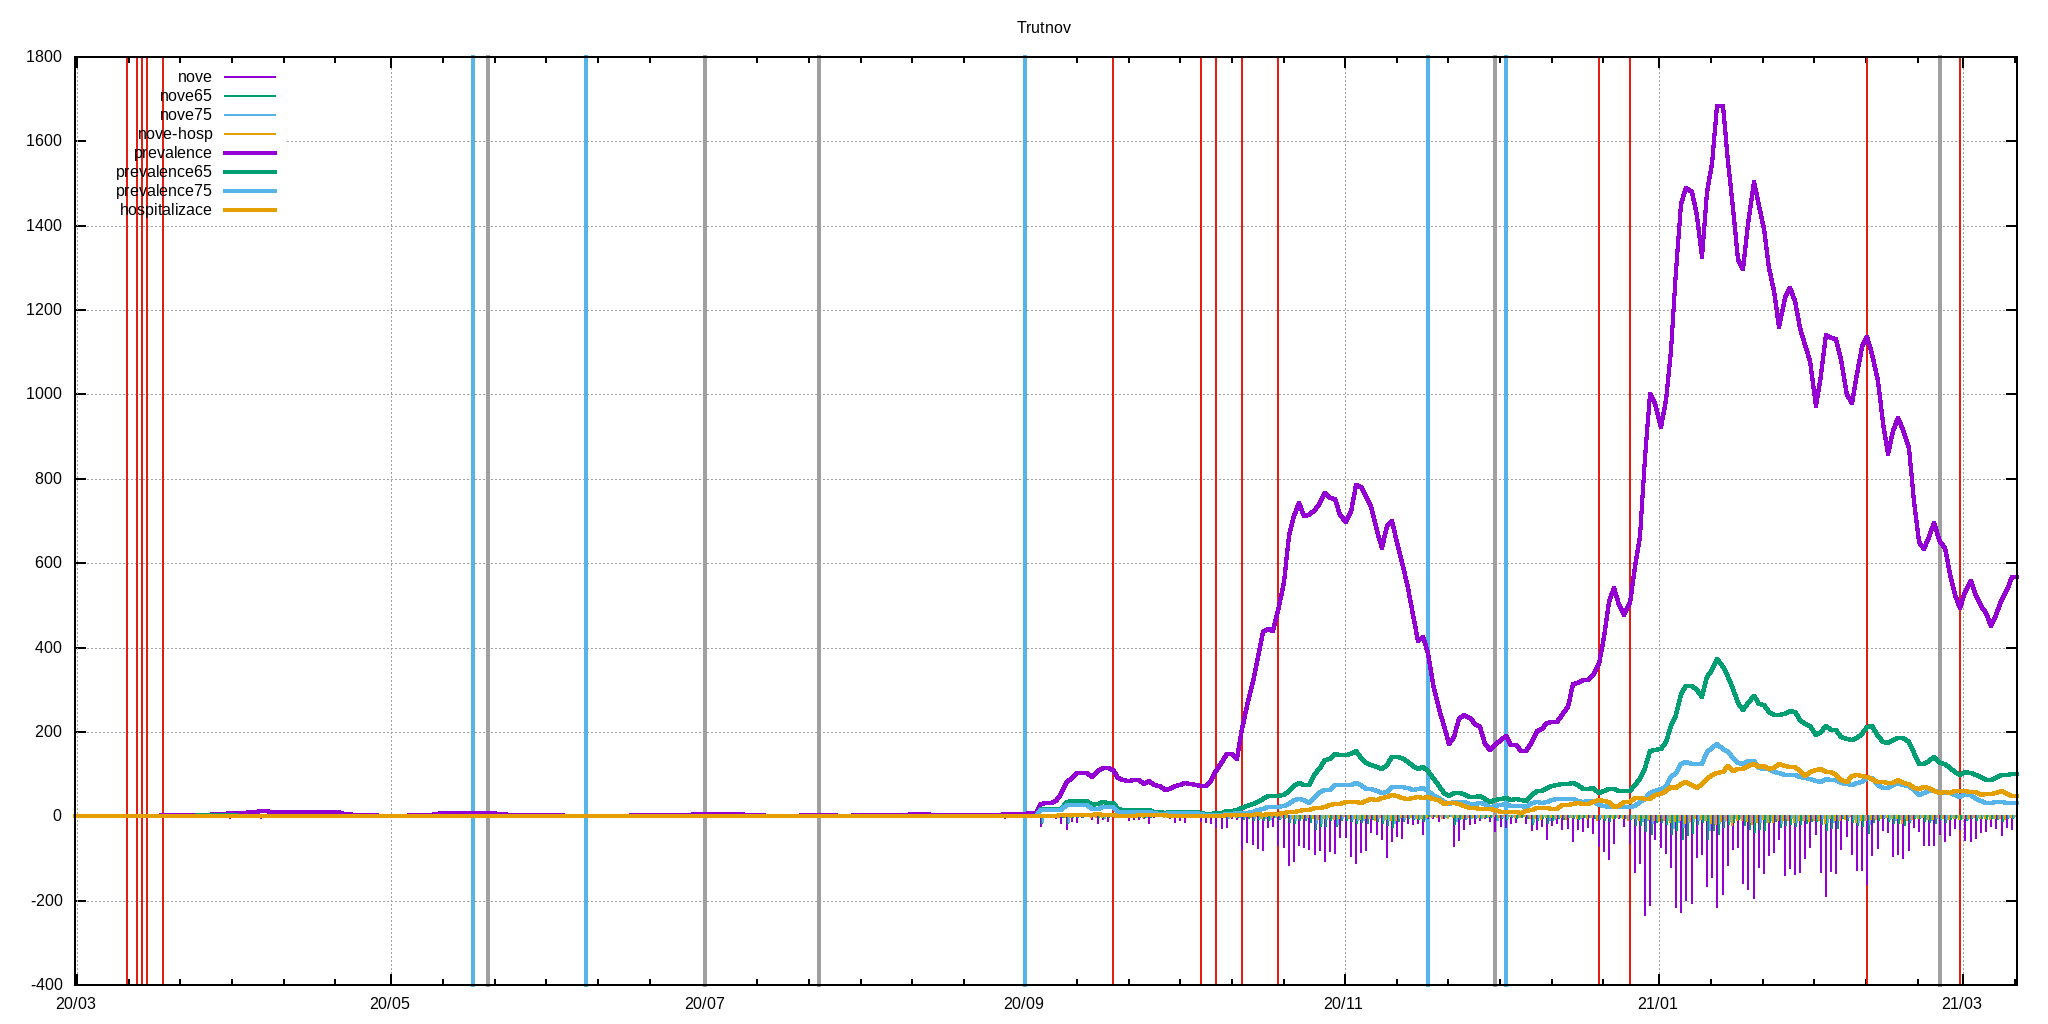 Trutnov
nove
nove65
nove75
nove-hosp
prevalence
prevalence65
prevalence75
hospitalizace
1800
1600
1400
1200
1000
800
600
400
200
0
-200
-400
20/03 20/05 20/07 20/09 20/11 21/01 21/03